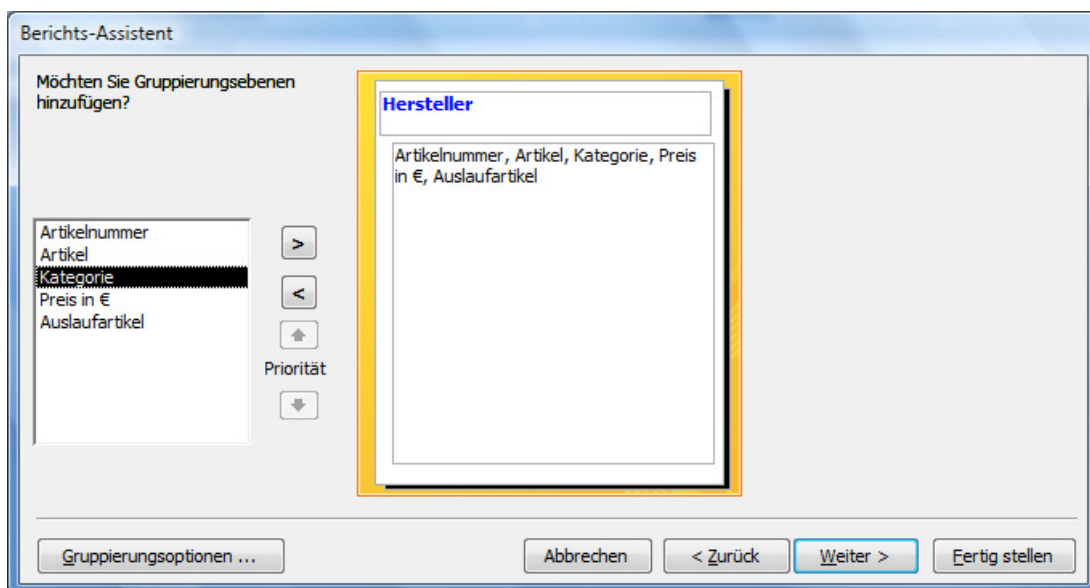 Berichts-Assistent
Möchten Sie Gruppierungsebenen
hinzufügen?
Artikelnummer
Artikel
Kategorie
Preis in €
Auslaufartikel
>
<
Priorität
Hersteller
Artikelnummer, Artikel, Kategorie, Preis
in €, Auslaufartikel
Gruppierungsoptionen ...
Abbrechen
< Zurück
Weiter >
Fertig stellen